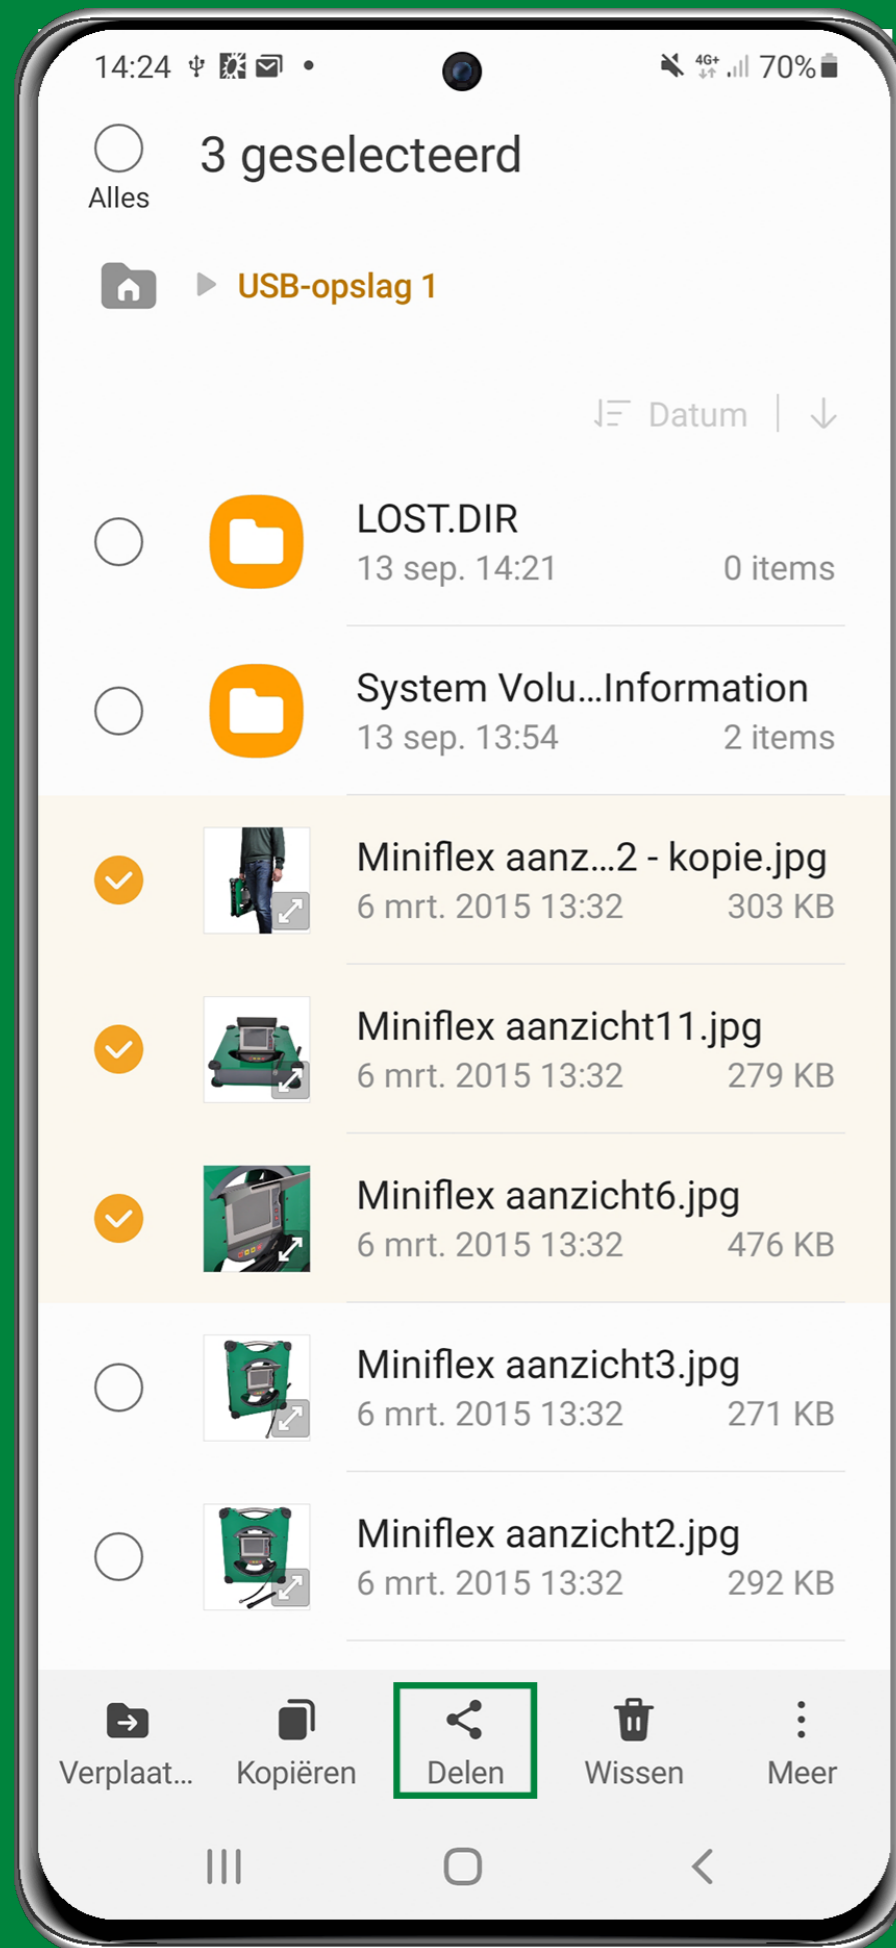 14:24 4G+ 70%
3 geselecteerd
Alles
USB-opslag 1
Datum
LOST.DIR
13 sep. 14:21 0 items
System Volu...Information
13 sep. 13:54 2 items
Miniflex aanz...2 - kopie.jpg
6 mrt. 2015 13:32 303 KB
Miniflex aanzicht11.jpg
6 mrt. 2015 13:32 279 KB
Miniflex aanzicht6.jpg
6 mrt. 2015 13:32 476 KB
Miniflex aanzicht3.jpg
6 mrt. 2015 13:32 271 KB
Miniflex aanzicht2.jpg
6 mrt. 2015 13:32 292 KB
Verplaat... Kopiëren Delen Wissen Meer